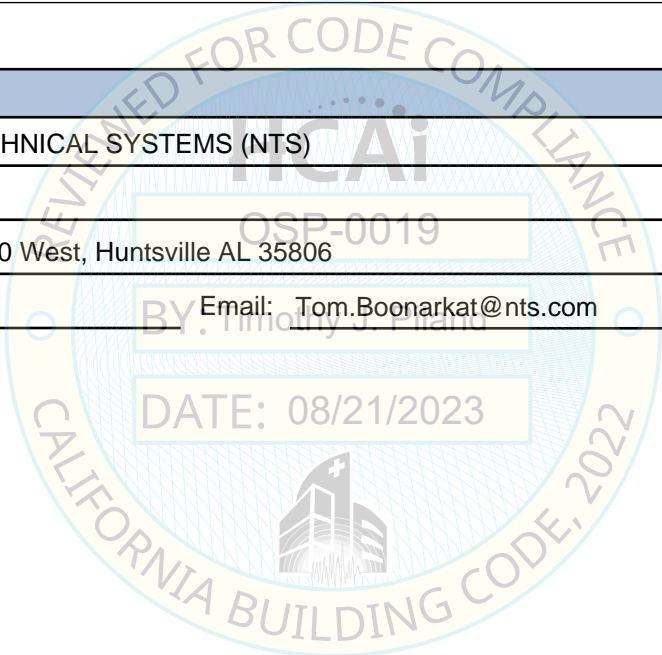 REVIEWED FOR CODE COMPLIANCE
HCAi
HNICAL SYSTEMS (NTS)
OSP-0019
0 West, Huntsville AL 35806
BY: Timothy J. Piland
Email: Tom.Boonarkat@nts.com
DATE: 08/21/2023
CALIFORNIA BUILDING CODE, 2022